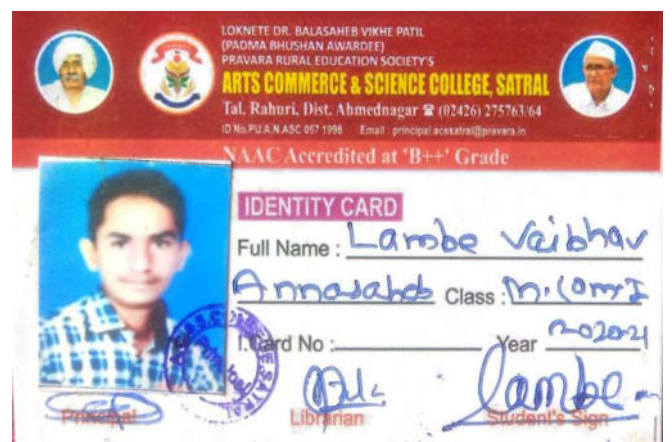 LOKNETE DR. BALASAHEB VIKHE PATIL
(PADMA BHUSHAN AWARDEE)
PRAVARA RURAL EDUCATION SOCIETY'S
ARTS COMMERCE & SCIENCE COLLEGE, SATRAL
Tal. Rahuri, Dist. Ahmednagar ☎ (02426) 275763/64
ID No.PU.A.N.ASC 057 1998 Email : principal.acssatral@pravara.in
NAAC Accredited at 'B++' Grade
IDENTITY CARD
Full Name : Lambe Vaibhav
Annasaheb Class : M.Com I
I.Card No : Year 2020-21
Principal Librarian Lambe
Student's Sign